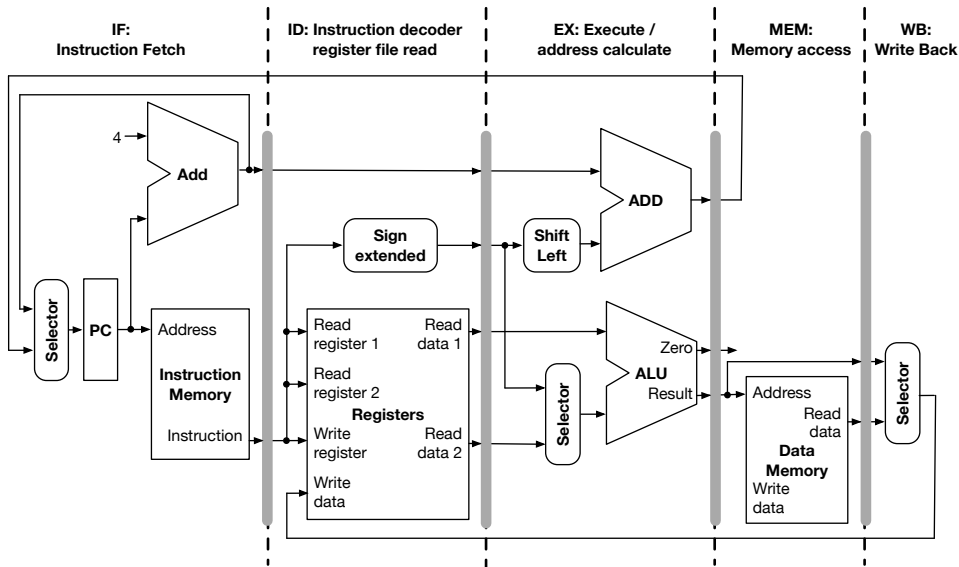 IF:
Instruction Fetch
ID: Instruction decoder
register file read
EX: Execute /
address calculate
MEM:
Memory access
WB:
Write Back
4
Add
ADD
Sign
extended
Shift
Left
Selector
PC
Address
Instruction
Memory
Instruction
Read
register 1
Read
data 1
Read
register 2
Registers
Write
register
Read
data 2
Write
data
Selector
Zero
ALU
Result
Address
Read
data
Data
Memory
Write
data
Selector